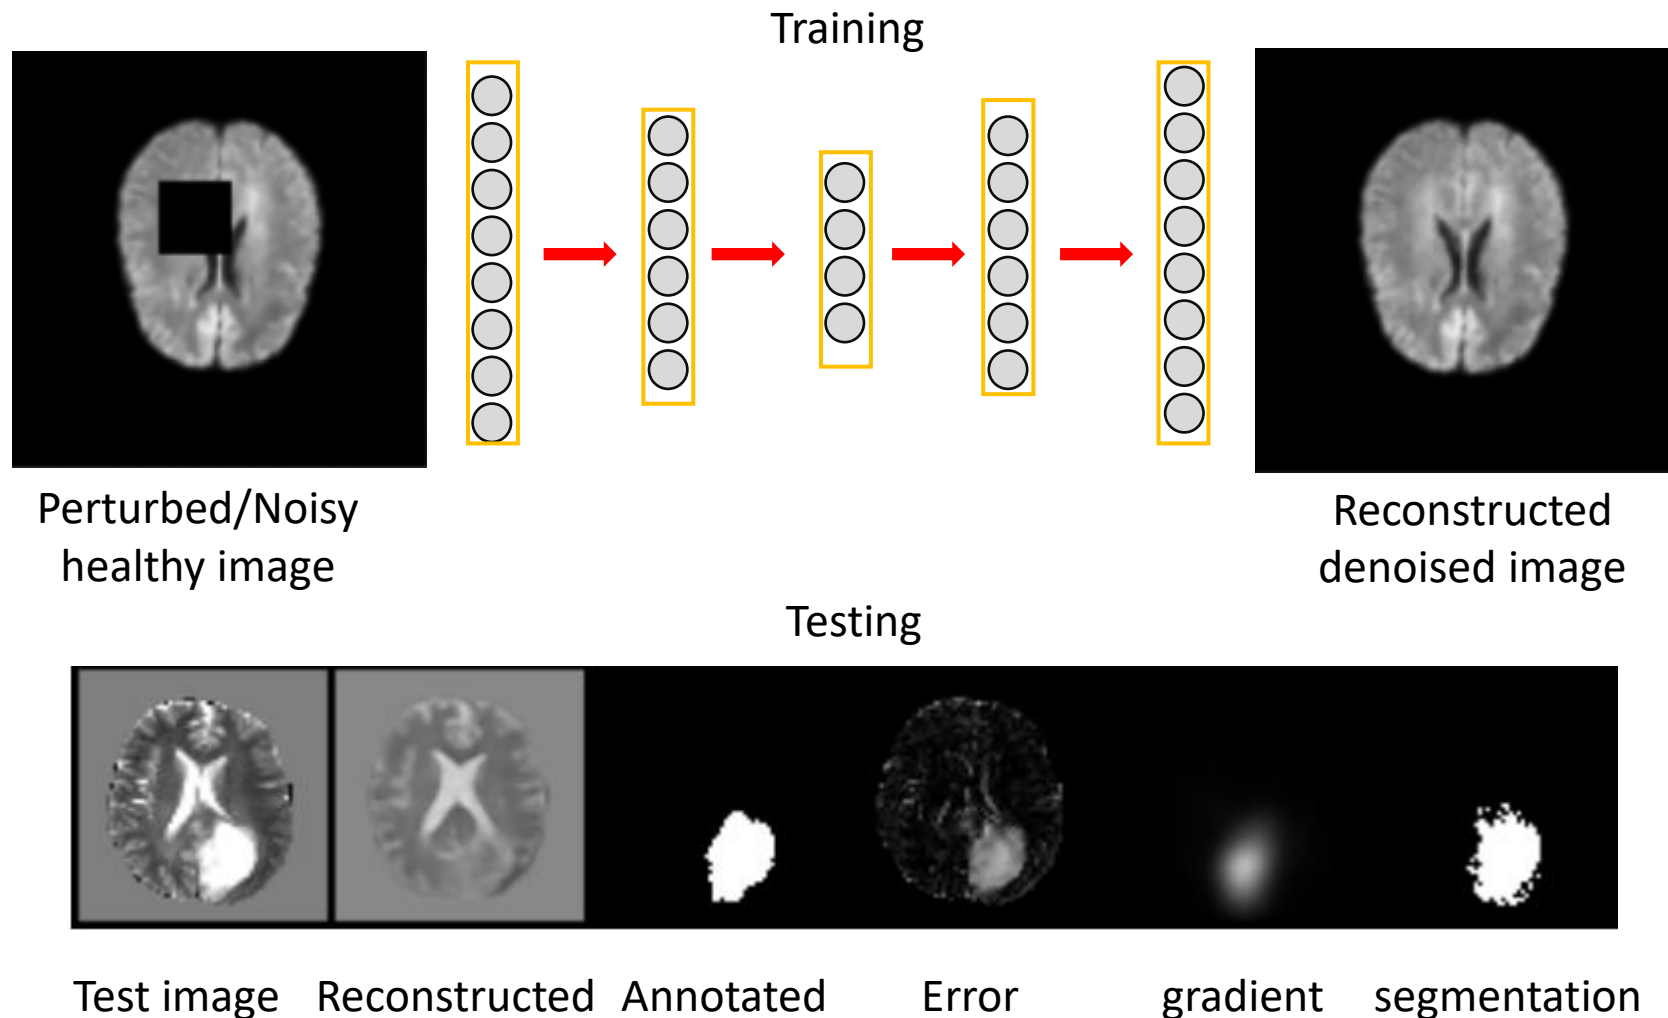 Training
Perturbed/Noisy
healthy image
Reconstructed
denoised image
Testing
Test image
Reconstructed
Annotated
Error
gradient
segmentation